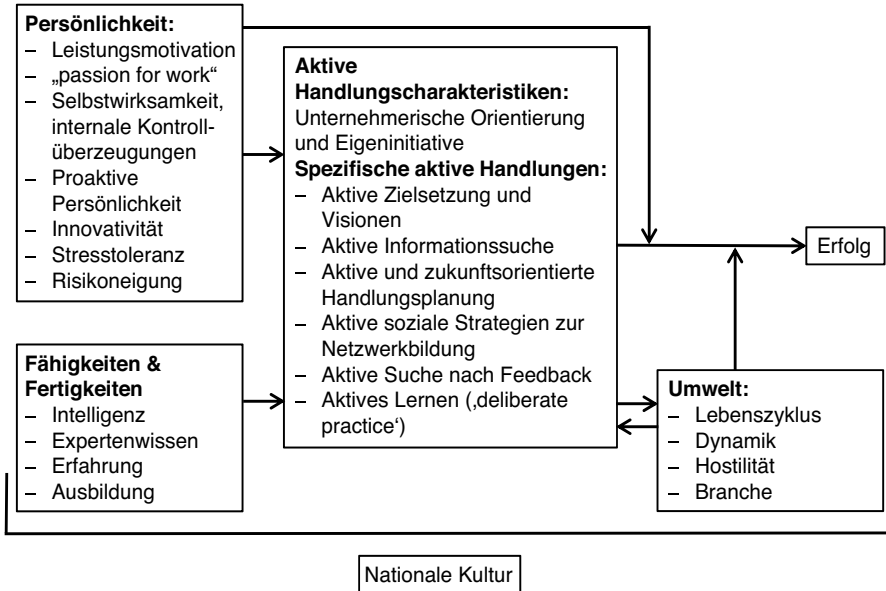 Persönlichkeit:
– Leistungsmotivation
– „passion for work“
– Selbstwirksamkeit,
internale Kontroll-
überzeugungen
– Proaktive
Persönlichkeit
– Innovativität
– Stresstoleranz
– Risikoneigung
Fähigkeiten &
Fertigkeiten
– Intelligenz
– Expertenwissen
– Erfahrung
– Ausbildung
Aktive
Handlungscharakteristiken:
Unternehmerische Orientierung
und Eigeninitiative
Spezifische aktive Handlungen:
– Aktive Zielsetzung und
Visionen
– Aktive Informationssuche
– Aktive und zukunftsorientierte
Handlungsplanung
– Aktive soziale Strategien zur
Netzwerkbildung
– Aktive Suche nach Feedback
– Aktives Lernen (‚deliberate
practice‘)
Erfolg
Umwelt:
– Lebenszyklus
– Dynamik
– Hostilität
– Branche
Nationale Kultur